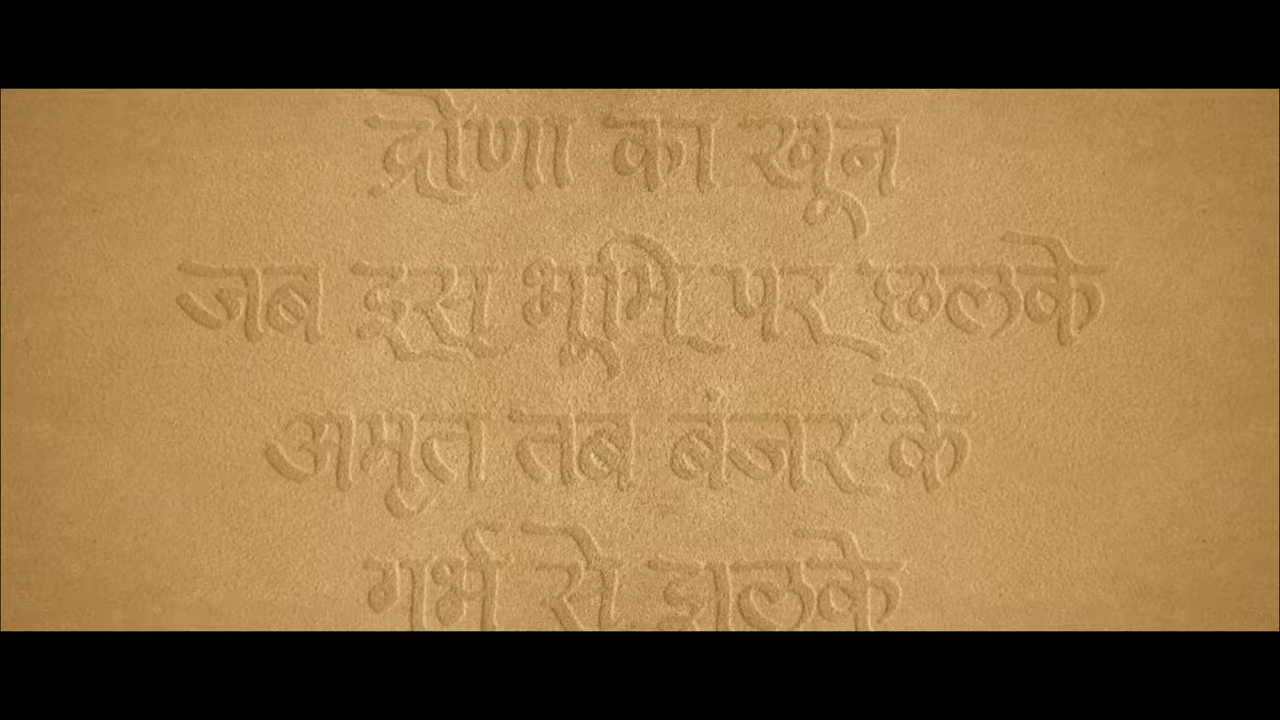 द्रोणा का खून
जब इस भूमि पर छलके
अमृत तब बंजर के
गर्भ से झलके